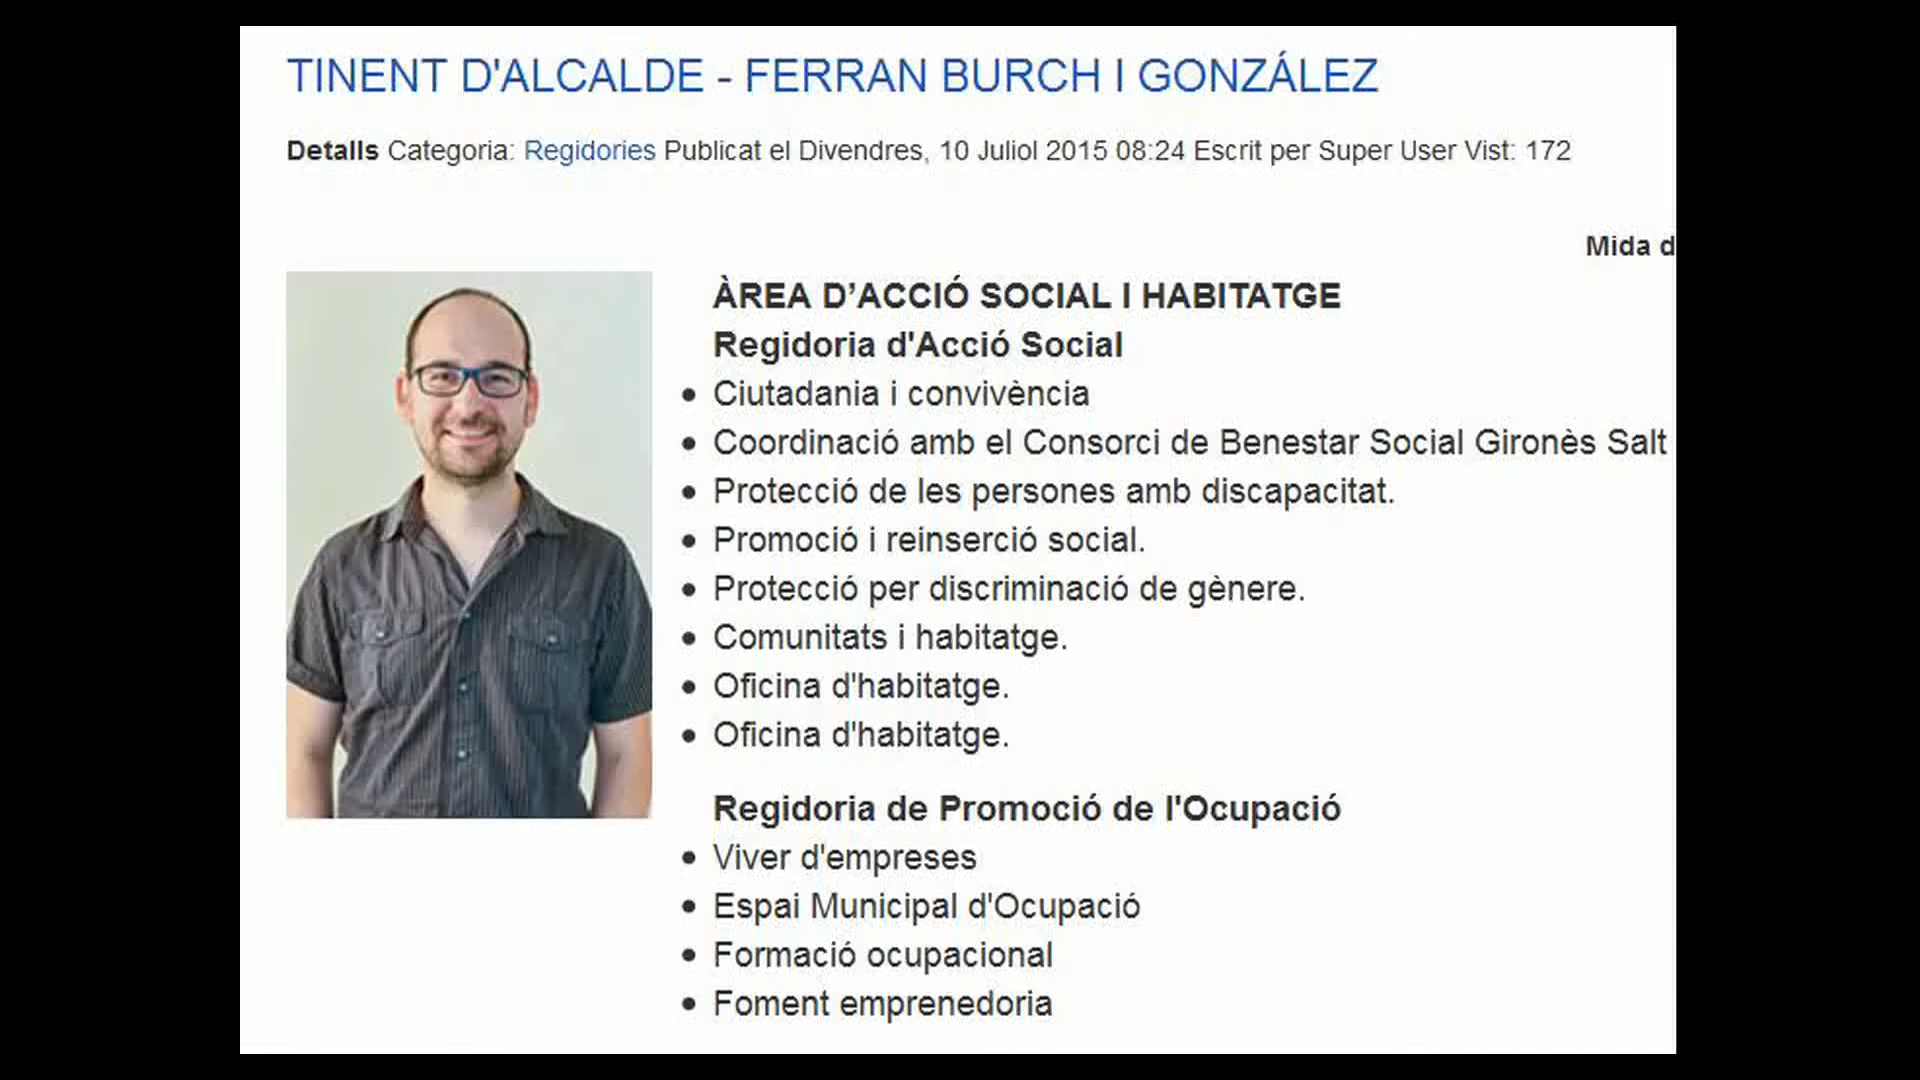 TINENT D'ALCALDE - FERRAN BURCH I GONZÁLEZ
Detalls Categoria: Regidories Publicat el Divendres, 10 Juliol 2015 08:24 Escrit per Super User Vist: 172
Mida d
ÀREA D’ACCIÓ SOCIAL I HABITATGE
Regidoria d'Acció Social
• Ciutadania i convivència
• Coordinació amb el Consorci de Benestar Social Gironès Salt
• Protecció de les persones amb discapacitat.
• Promoció i reinserció social.
• Protecció per discriminació de gènere.
• Comunitats i habitatge.
• Oficina d'habitatge.
• Oficina d'habitatge.
Regidoria de Promoció de l'Ocupació
• Viver d'empreses
• Espai Municipal d'Ocupació
• Formació ocupacional
• Foment emprenedoria